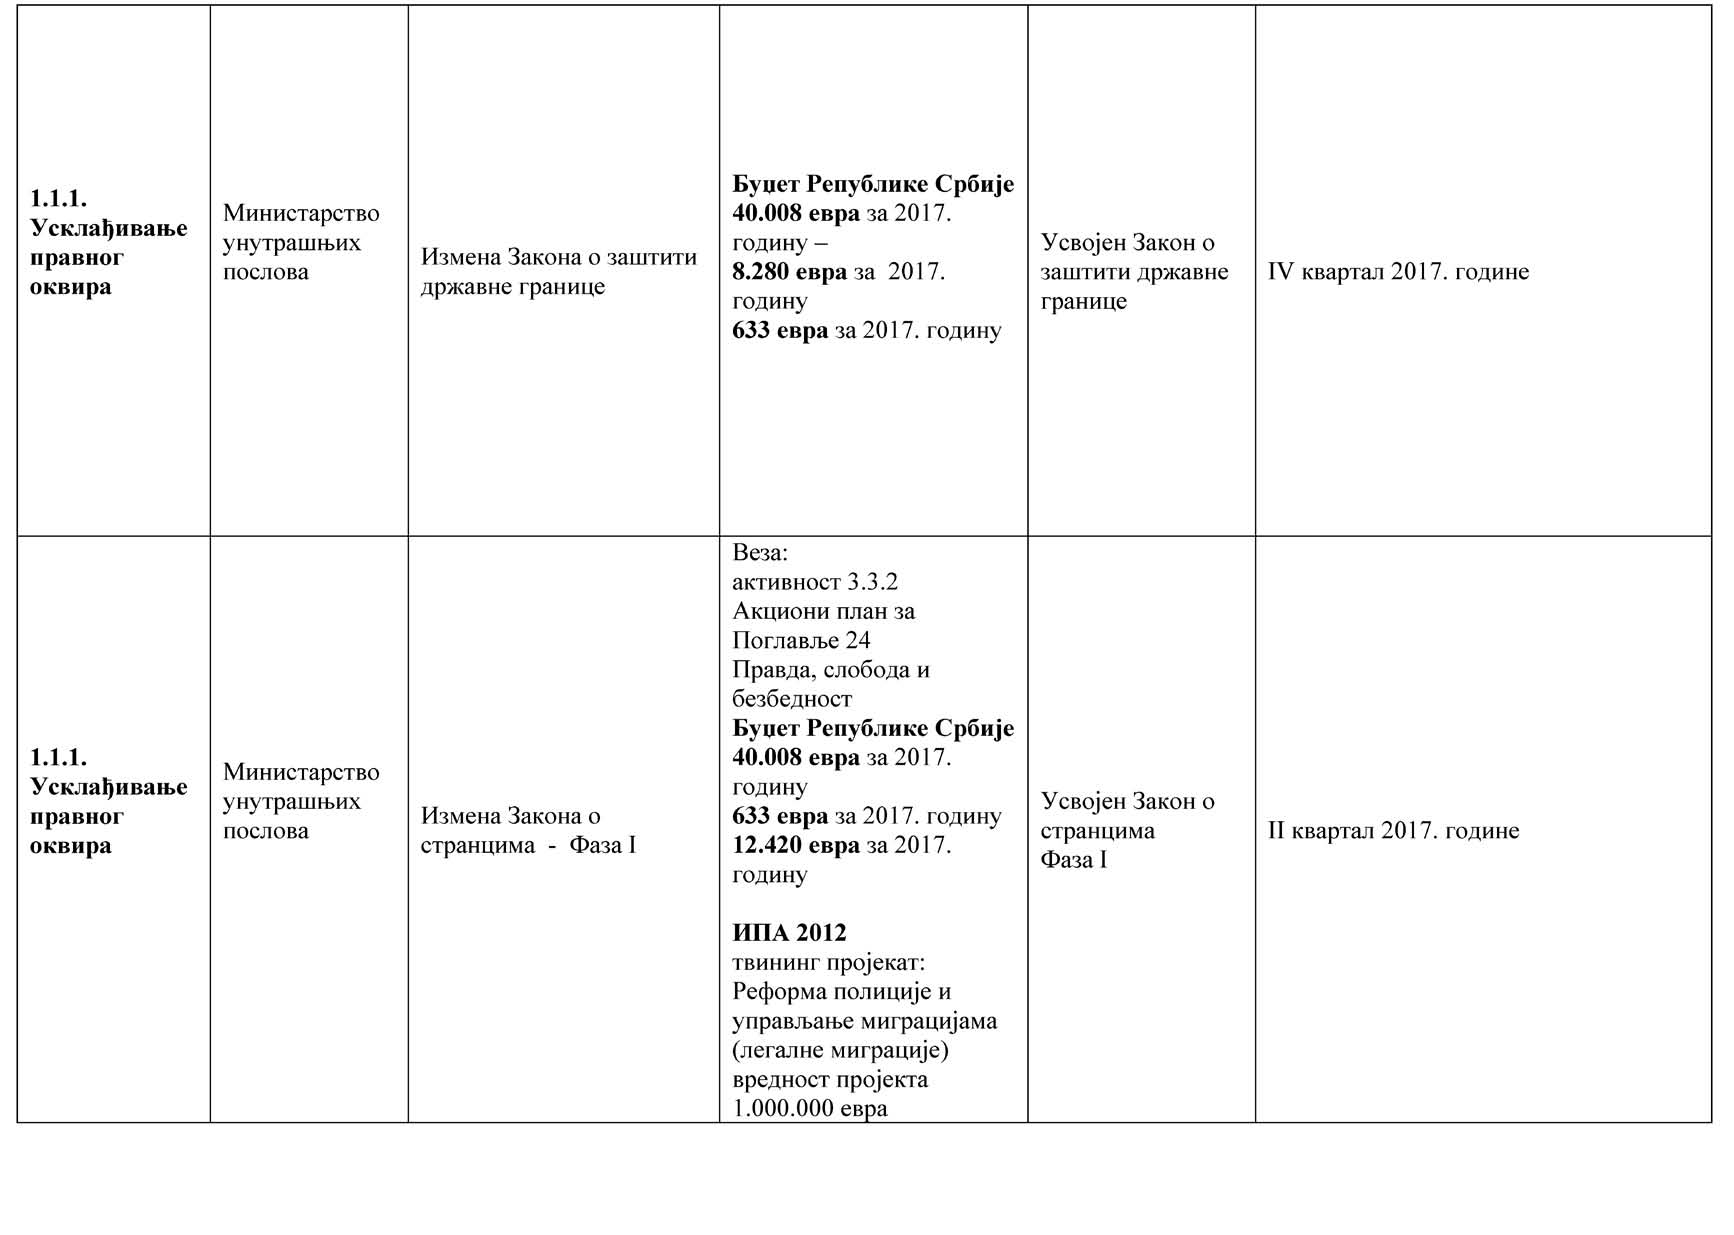 1.1.1.
Усклађивање
правног
оквира
Министарство
унутрашњих
послова
Измена Закона о заштити
државне границе
Буџет Републике Србије
40.008 евра за 2017.
годину –
8.280 евра за  2017.
годину
633 евра за 2017. годину
Усвојен Закон о
заштити државне
границе
IV квартал 2017. године
1.1.1.
Усклађивање
правног
оквира
Министарство
унутрашњих
послова
Измена Закона о
странцима  -  Фаза I
Веза:
активност 3.3.2
Акциони план за
Поглавље 24
Правда, слобода и
безбедност
Буџет Републике Србије
40.008 евра за 2017.
годину
633 евра за 2017. годину
12.420 евра за 2017.
годину
ИПА 2012
твининг пројекат:
Реформа полиције и
управљање миграцијама
(легалне миграције)
вредност пројекта
1.000.000 евра
Усвојен Закон о
странцима
Фаза I
II квартал 2017. године